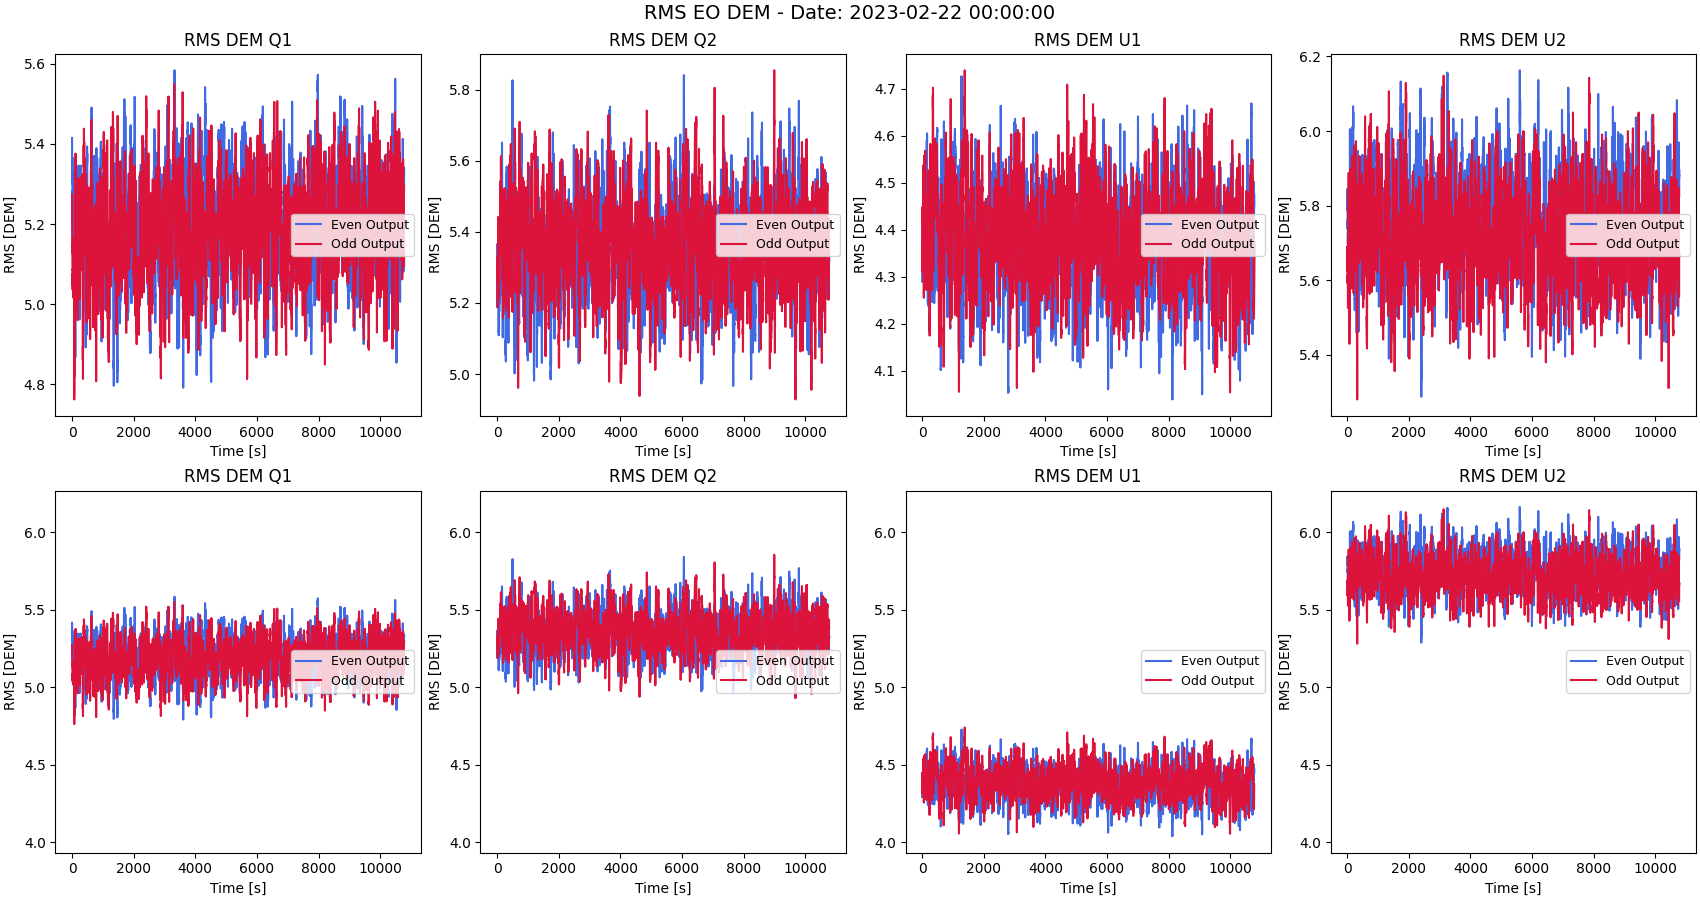 RMS EO DEM - Date: 2023-02-22 00:00:00
RMS DEM Q1
RMS [DEM]
5.6
5.4
5.2
5.0
4.8
Even Output
Odd Output
0 2000 4000 6000 8000 10000
Time [s]
RMS DEM Q2
RMS [DEM]
5.8
5.6
5.4
5.2
5.0
Even Output
Odd Output
0 2000 4000 6000 8000 10000
Time [s]
RMS DEM U1
RMS [DEM]
4.7
4.6
4.5
4.4
4.3
4.2
4.1
Even Output
Odd Output
0 2000 4000 6000 8000 10000
Time [s]
RMS DEM U2
RMS [DEM]
6.2
6.0
5.8
5.6
5.4
Even Output
Odd Output
0 2000 4000 6000 8000 10000
Time [s]
RMS DEM Q1
RMS [DEM]
6.0
5.5
5.0
4.5
4.0
Even Output
Odd Output
0 2000 4000 6000 8000 10000
Time [s]
RMS DEM Q2
RMS [DEM]
6.0
5.5
5.0
4.5
4.0
Even Output
Odd Output
0 2000 4000 6000 8000 10000
Time [s]
RMS DEM U1
RMS [DEM]
6.0
5.5
5.0
4.5
4.0
Even Output
Odd Output
0 2000 4000 6000 8000 10000
Time [s]
RMS DEM U2
RMS [DEM]
6.0
5.5
5.0
4.5
4.0
Even Output
Odd Output
0 2000 4000 6000 8000 10000
Time [s]